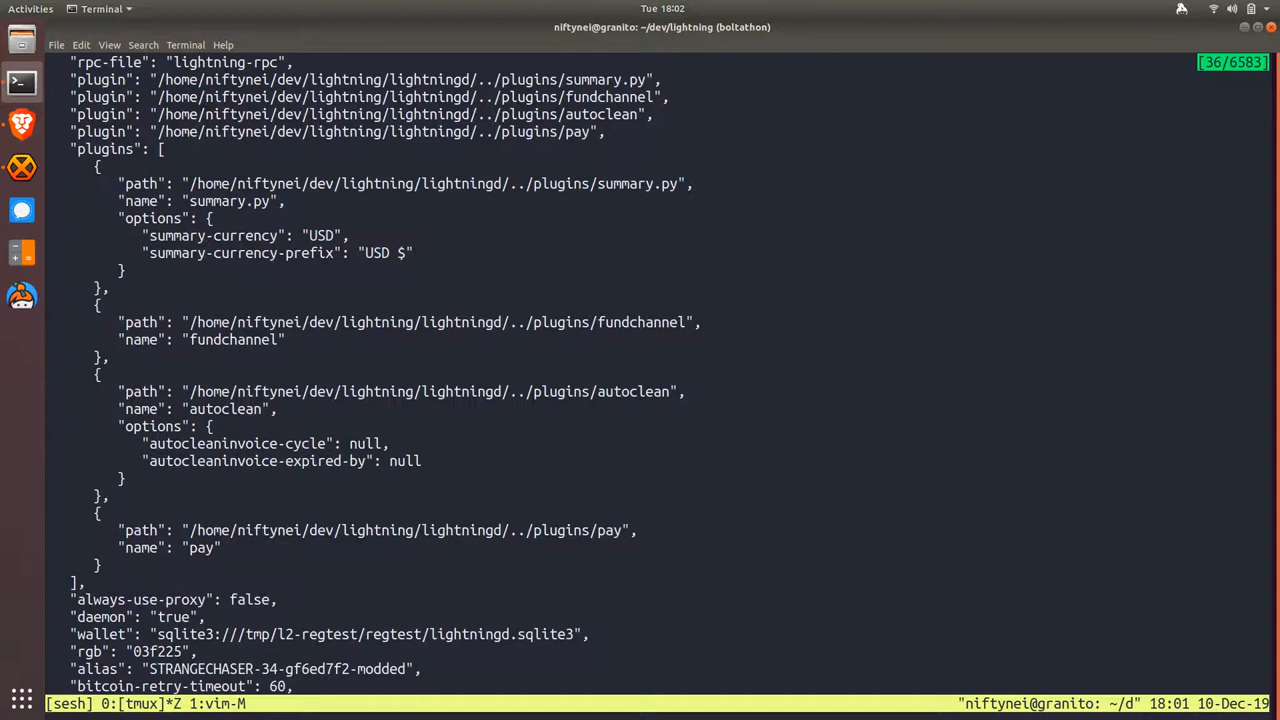 Activities
Terminal
Tue 18:02
niftynei@granito: ~/dev/lightning (boltathon)
File Edit View Search Terminal Help
"rpc-file": "lightning-rpc",
[36/6583]
"plugin": "/home/niftynei/dev/lightning/lightningd/../plugins/summary.py",
"plugin": "/home/niftynei/dev/lightning/lightningd/../plugins/fundchannel",
"plugin": "/home/niftynei/dev/lightning/lightningd/../plugins/autoclean",
"plugin": "/home/niftynei/dev/lightning/lightningd/../plugins/pay",
"plugins": [
{
"path": "/home/niftynei/dev/lightning/lightningd/../plugins/summary.py",
"name": "summary.py",
"options": {
"summary-currency": "USD",
"summary-currency-prefix": "USD $"
}
},
{
"path": "/home/niftynei/dev/lightning/lightningd/../plugins/fundchannel",
"name": "fundchannel"
},
{
"path": "/home/niftynei/dev/lightning/lightningd/../plugins/autoclean",
"name": "autoclean",
"options": {
"autocleaninvoice-cycle": null,
"autocleaninvoice-expired-by": null
}
},
{
"path": "/home/niftynei/dev/lightning/lightningd/../plugins/pay",
"name": "pay"
}
],
"always-use-proxy": false,
"daemon": "true",
"wallet": "sqlite3:///tmp/l2-regtest/regtest/lightningd.sqlite3",
"rgb": "03f225",
"alias": "STRANGECHASER-34-gf6ed7f2-modded",
"bitcoin-retry-timeout": 60,
[sesh] 0:[tmux]*Z 1:vim-M
"niftynei@granito: ~/d" 18:01 10-Dec-19